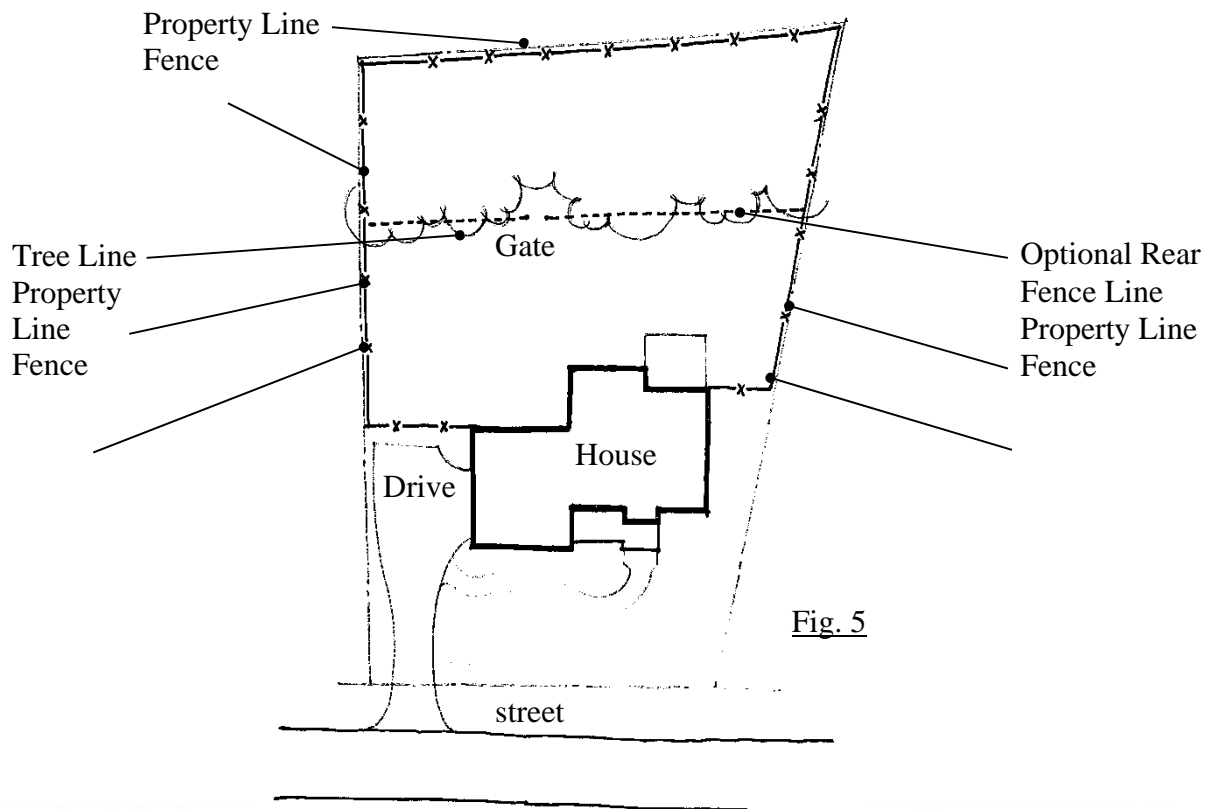 Property Line
Fence
Tree Line
Property
Line
Fence
Gate
Optional Rear
Fence Line
Property Line
Fence
House
Drive
Fig. 5
street